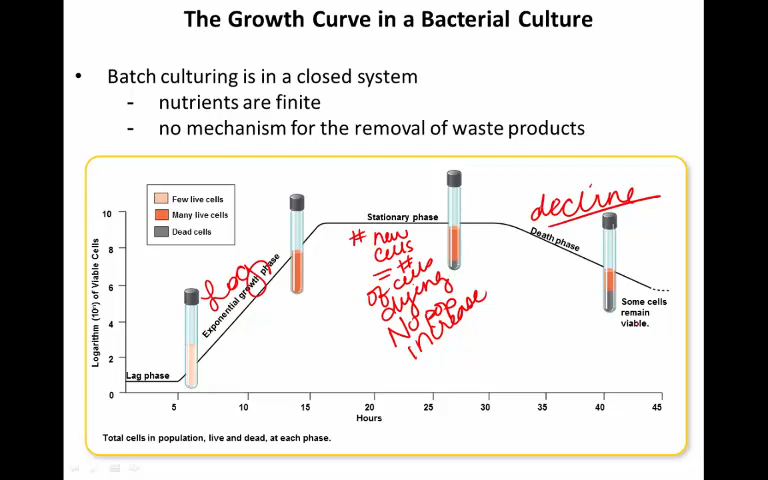 The Growth Curve in a Bacterial Culture
• Batch culturing is in a closed system
- nutrients are finite
- no mechanism for the removal of waste products
Few live cells
Many live cells
Dead cells
Logarithm (10ⁿ) of Viable Cells
10
8
6
4
2
0
Lag phase
Exponential growth phase
Log
Stationary phase
# new
cells
= #
of cells
dying
No pop
increase
decline
Death phase
Some cells
remain
viable.
5
10
15
20
25
30
35
40
45
Hours
Total cells in population, live and dead, at each phase.